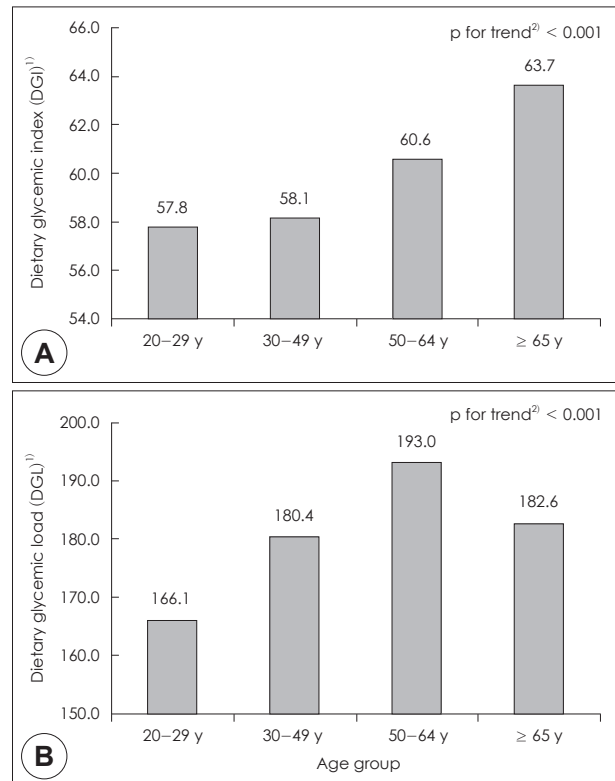 66.0
p for trend2) < 0.001
64.0
63.7
62.0
60.6
60.0
58.1
57.8
58.0
56.0
54.0
Dietary glycemic index (DGI)1)
20−29 y 30−49 y 50−64 y ≥ 65 y
A
200.0
p for trend2) < 0.001
193.0
190.0
182.6
180.4
180.0
170.0
166.1
160.0
150.0
Dietary glycemic load (DGL)1)
20−29 y 30−49 y 50−64 y ≥ 65 y
B
Age group